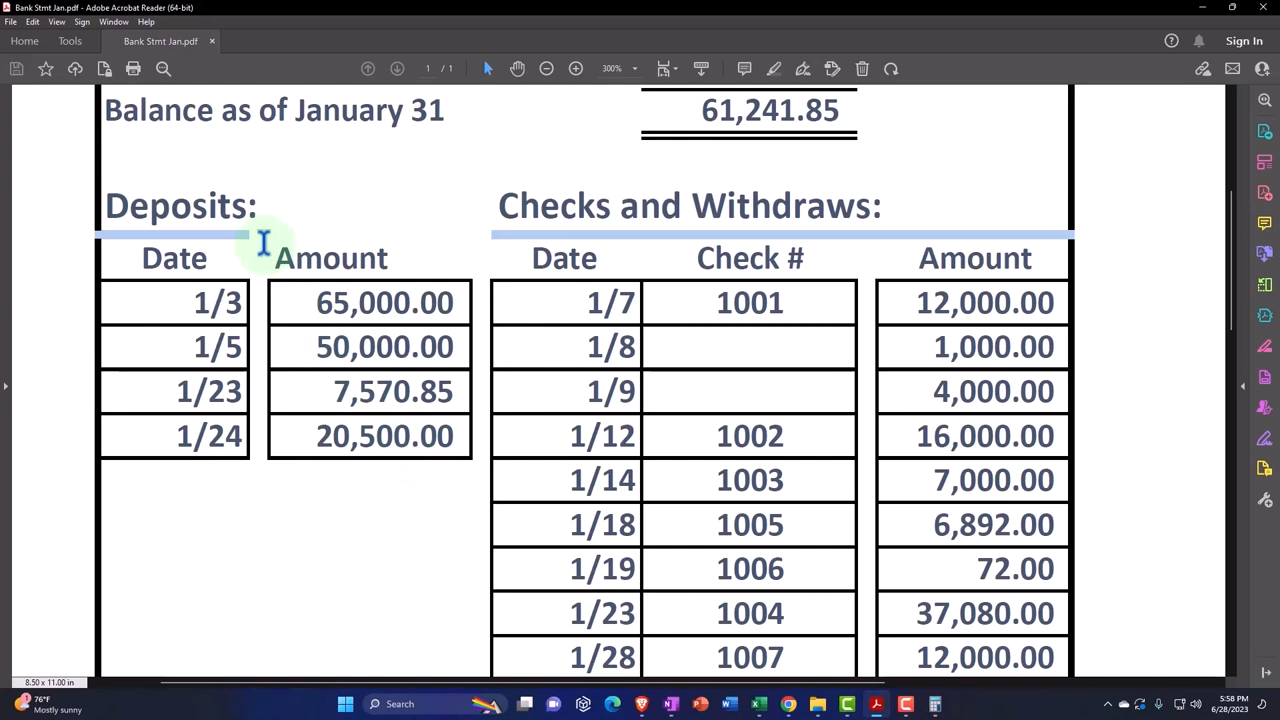 Bank Stmt Jan.pdf - Adobe Acrobat Reader (64-bit)
File Edit View Sign Window Help
Home Tools Bank Stmt Jan.pdf × Sign In
1 / 1 300%
Balance as of January 31 61,241.85
Deposits: Checks and Withdraws:
Date Amount Date Check # Amount
1/3 65,000.00 1/7 1001 12,000.00
1/5 50,000.00 1/8 1,000.00
1/23 7,570.85 1/9 4,000.00
1/24 20,500.00 1/12 1002 16,000.00
1/14 1003 7,000.00
1/18 1005 6,892.00
1/19 1006 72.00
1/23 1004 37,080.00
1/28 1007 12,000.00
8.50 x 11.00 in
76°F
Mostly sunny
Search
5:58 PM
6/28/2023